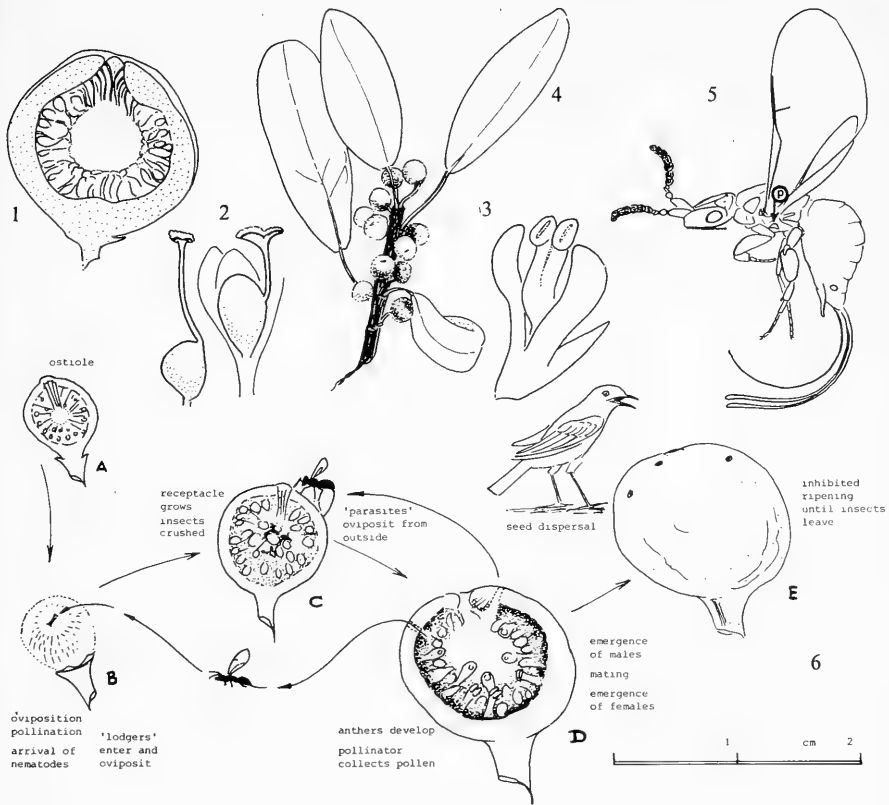 1
2
3
4
5
P
ostiole
A
receptacle
grows
insects
crushed
'parasites'
oviposit from
outside
C
seed dispersal
inhibited
ripening
until insects
leave
E
B
oviposition
pollination
arrival of
nematodes
'lodgers'
enter and
oviposit
anthers develop
pollinator
collects pollen
D
emergence
of males
mating
emergence
of females
6
1 cm 2